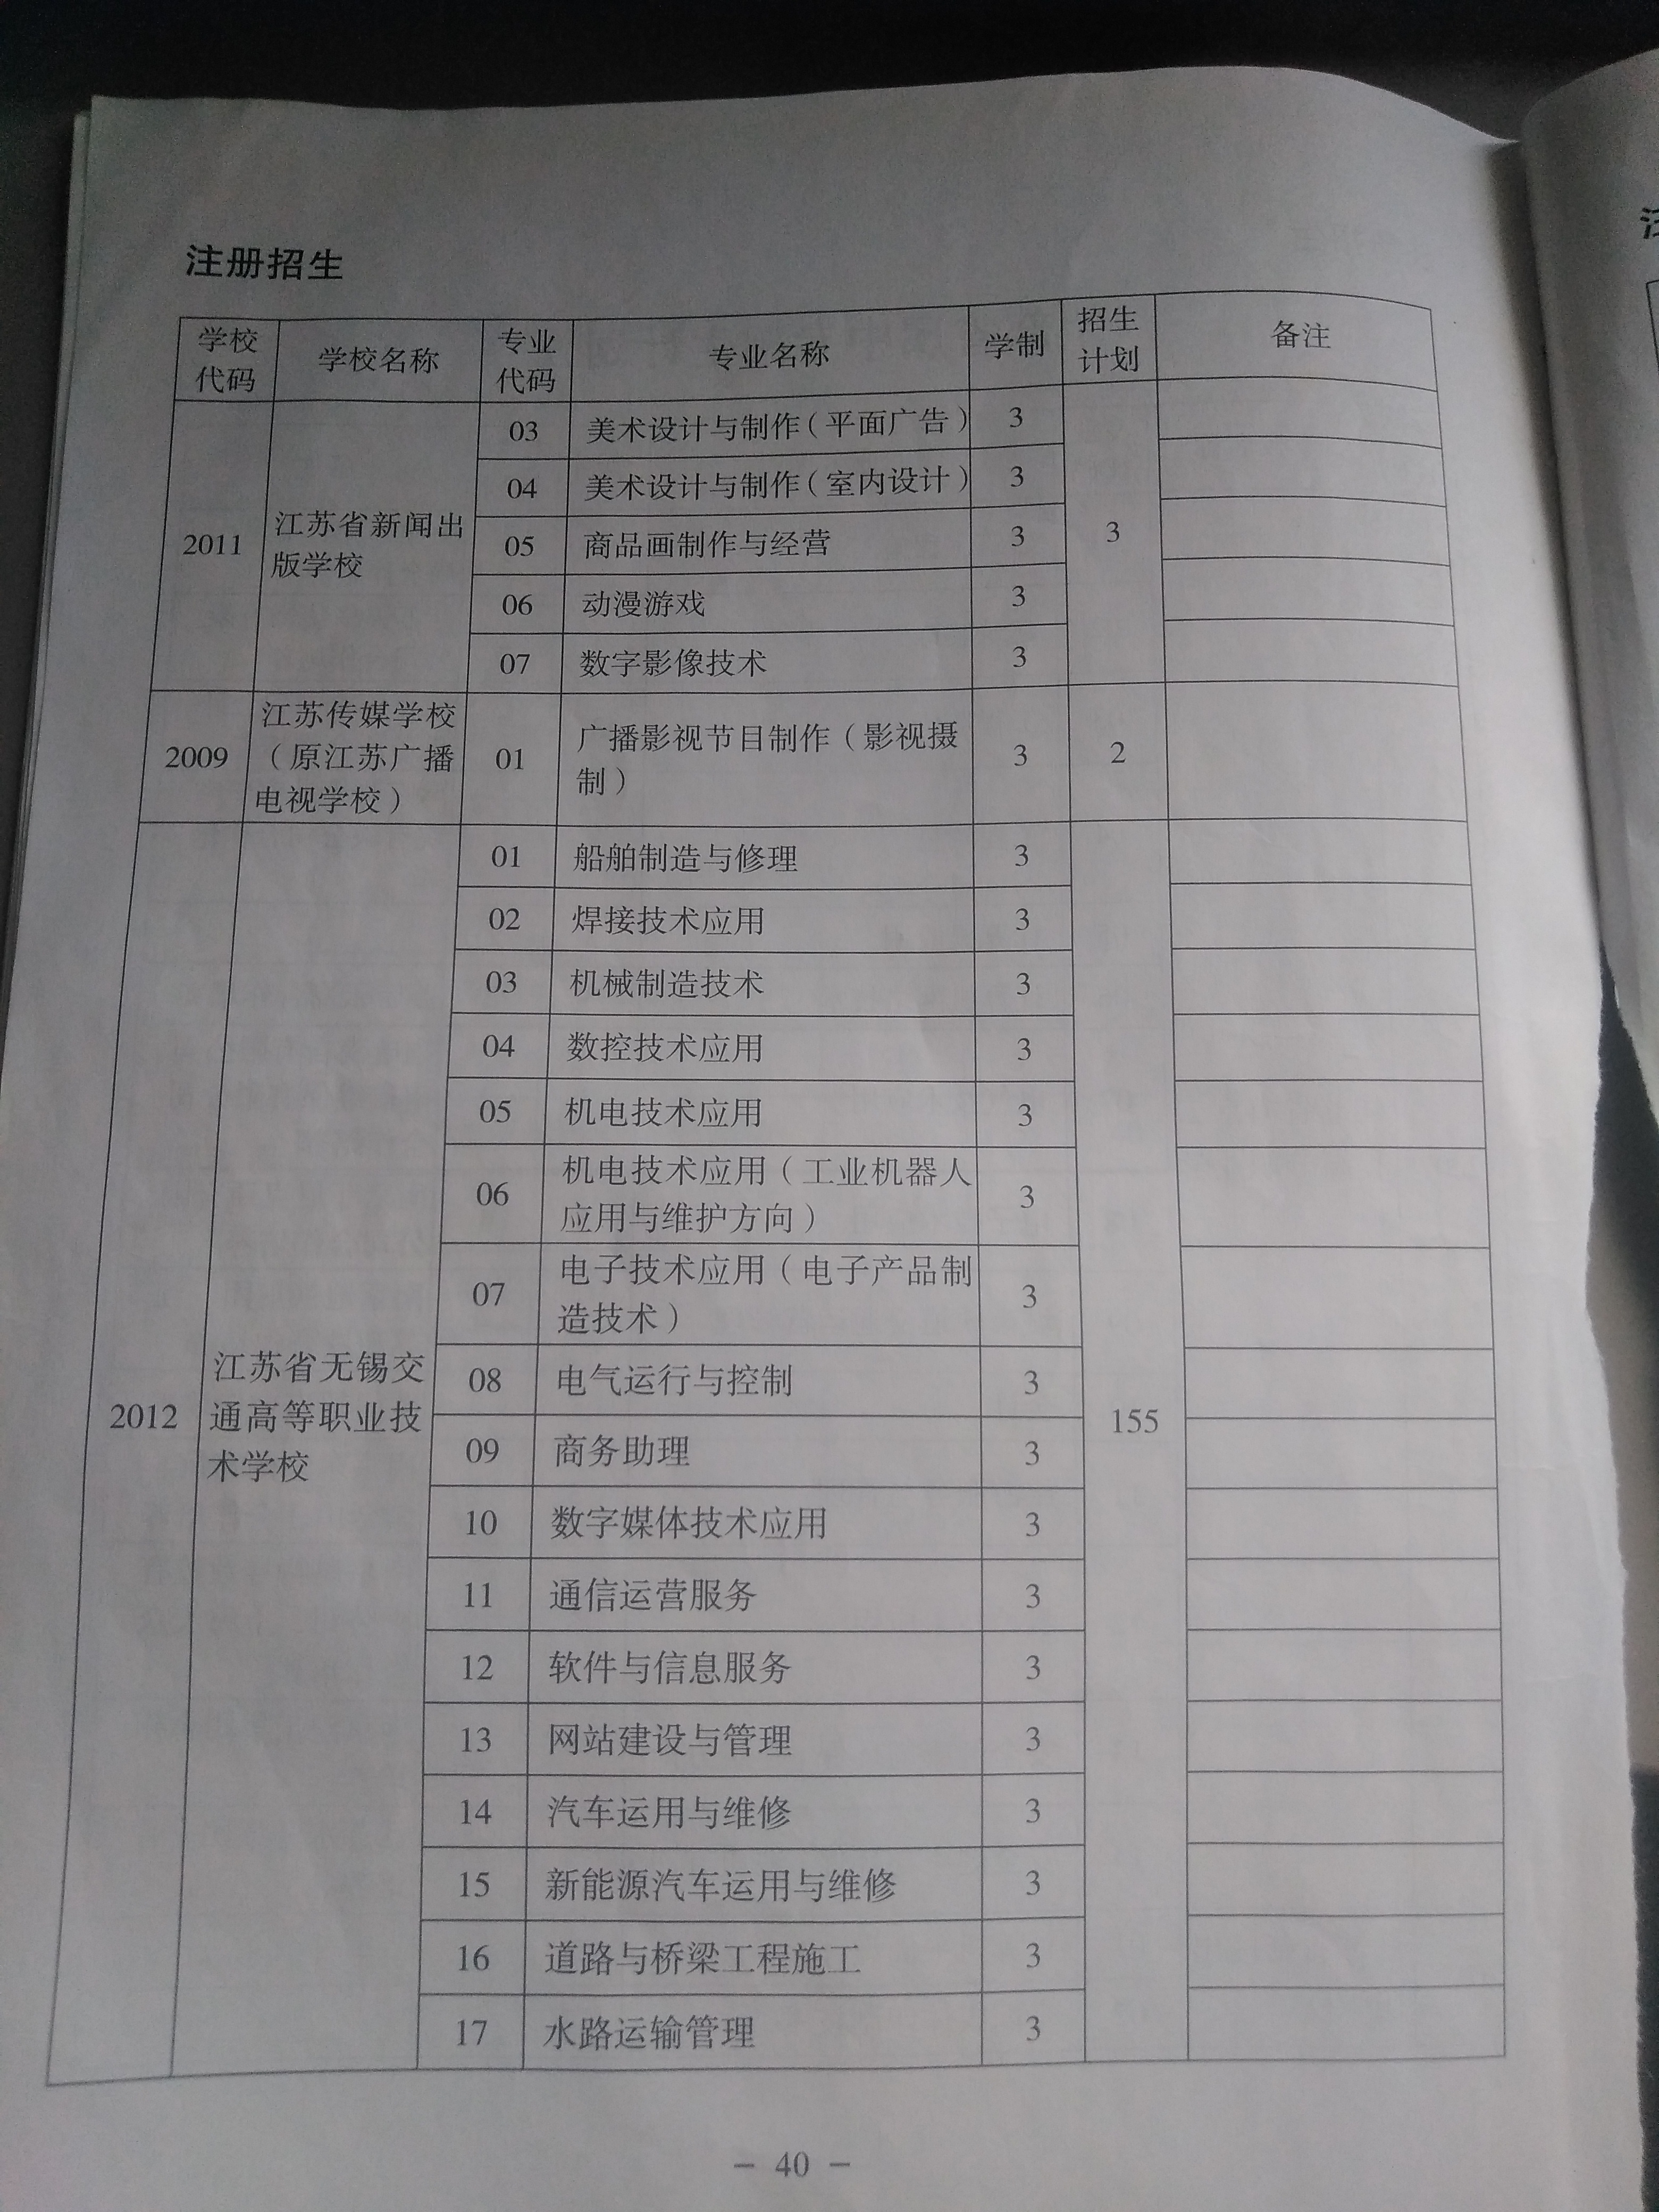 注册招生
学校代码 学校名称 专业代码 专业名称 学制 招生计划 备注
2011 江苏省新闻出版学校 03 美术设计与制作（平面广告） 3 3
04 美术设计与制作（室内设计） 3
05 商品画制作与经营 3
06 动漫游戏 3
07 数字影像技术 3
2009 江苏传媒学校（原江苏广播电视学校） 01 广播影视节目制作（影视摄制） 3 2
2012 江苏省无锡交通高等职业技术学校 01 船舶制造与修理 3 155
02 焊接技术应用 3
03 机械制造技术 3
04 数控技术应用 3
05 机电技术应用 3
06 机电技术应用（工业机器人应用与维护方向） 3
07 电子技术应用（电子产品制造技术） 3
08 电气运行与控制 3
09 商务助理 3
10 数字媒体技术应用 3
11 通信运营服务 3
12 软件与信息服务 3
13 网站建设与管理 3
14 汽车运用与维修 3
15 新能源汽车运用与维修 3
16 道路与桥梁工程施工 3
17 水路运输管理 3
－ 40 －